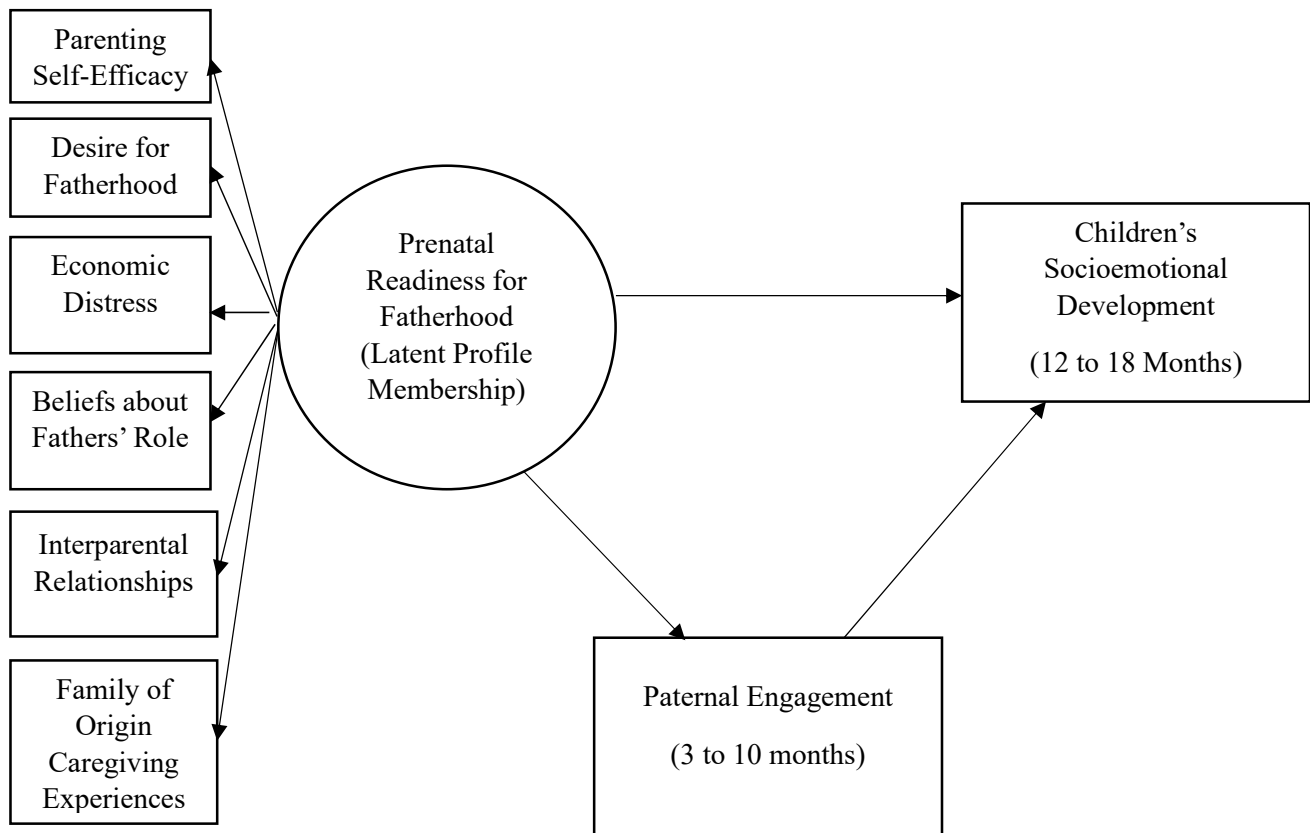 Parenting
Self-Efficacy
Desire for
Fatherhood
Economic
Distress
Beliefs about
Fathers’ Role
Interparental
Relationships
Family of
Origin
Caregiving
Experiences
Prenatal
Readiness for
Fatherhood
(Latent Profile
Membership)
Children’s
Socioemotional
Development
(12 to 18 Months)
Paternal Engagement
(3 to 10 months)